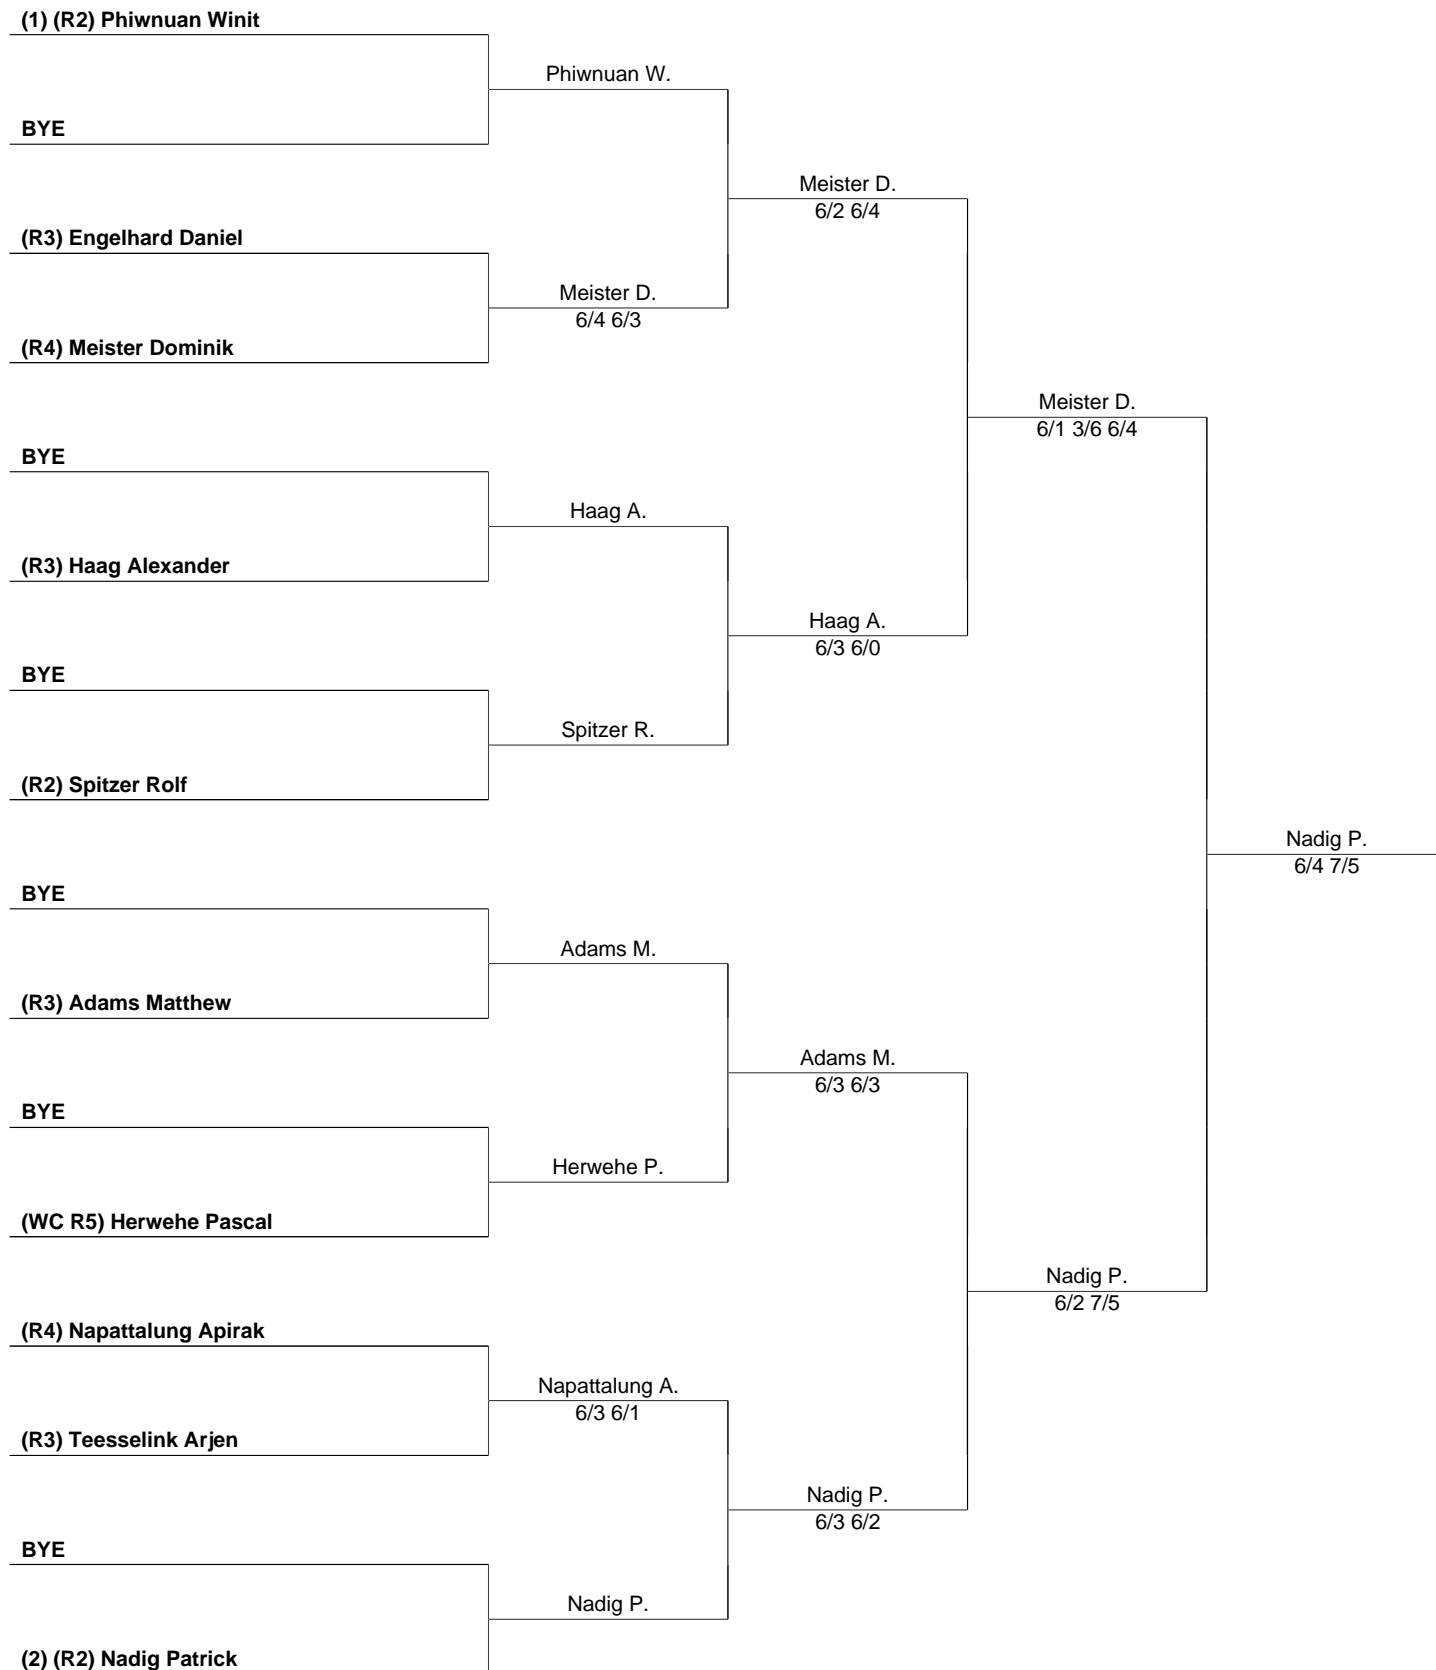 (1) (R2) Phiwnuan Winit
Phiwnuan W.
BYE
Meister D.
6/2 6/4
(R3) Engelhard Daniel
Meister D.
6/4 6/3
(R4) Meister Dominik
Meister D.
6/1 3/6 6/4
BYE
Haag A.
(R3) Haag Alexander
Haag A.
6/3 6/0
BYE
Spitzer R.
(R2) Spitzer Rolf
Nadig P.
6/4 7/5
BYE
Adams M.
(R3) Adams Matthew
Adams M.
6/3 6/3
BYE
Herwehe P.
(WC R5) Herwehe Pascal
Nadig P.
6/2 7/5
(R4) Napattalung Apirak
Napattalung A.
6/3 6/1
(R3) Teesselink Arjen
Nadig P.
6/3 6/2
BYE
Nadig P.
(2) (R2) Nadig Patrick